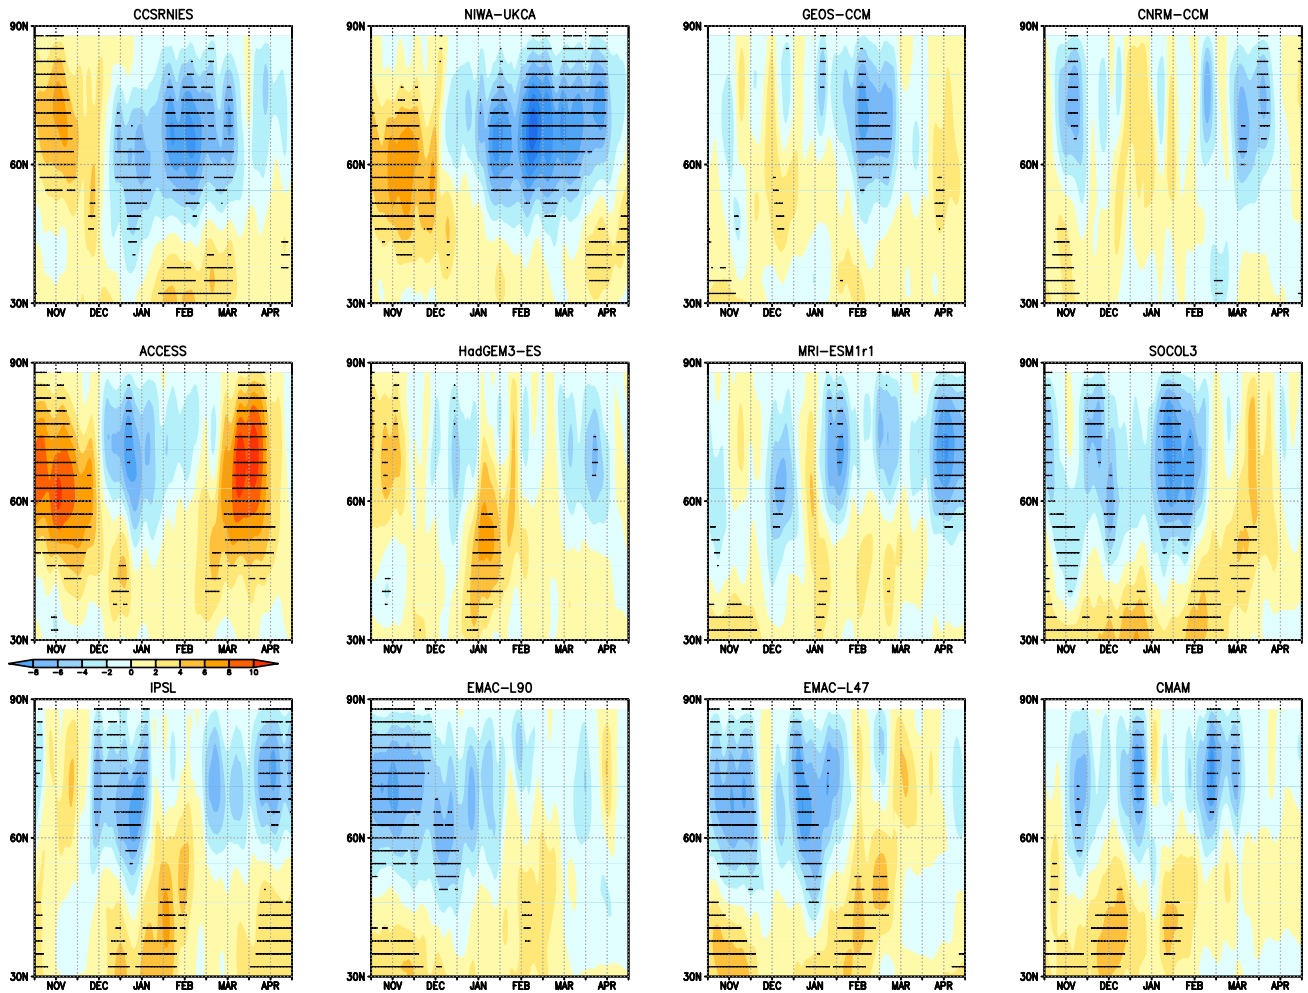 CCSRNIES NIWA-UKCA GEOS-CCM CNRM-CCM
90N 90N 90N 90N
60N 60N 60N 60N
30N 30N 30N 30N
NOV DEC JAN FEB MAR APR NOV DEC JAN FEB MAR APR NOV DEC JAN FEB MAR APR NOV DEC JAN FEB MAR APR
ACCESS HadGEM3-ES MRI-ESM1r1 SOCOL3
90N 90N 90N 90N
60N 60N 60N 60N
30N 30N 30N 30N
NOV DEC JAN FEB MAR APR NOV DEC JAN FEB MAR APR NOV DEC JAN FEB MAR APR NOV DEC JAN FEB MAR APR
-8 -6 -4 -2 0 2 4 6 8 10
IPSL EMAC-L90 EMAC-L47 CMAM
90N 90N 90N 90N
60N 60N 60N 60N
30N 30N 30N 30N
NOV DEC JAN FEB MAR APR NOV DEC JAN FEB MAR APR NOV DEC JAN FEB MAR APR NOV DEC JAN FEB MAR APR